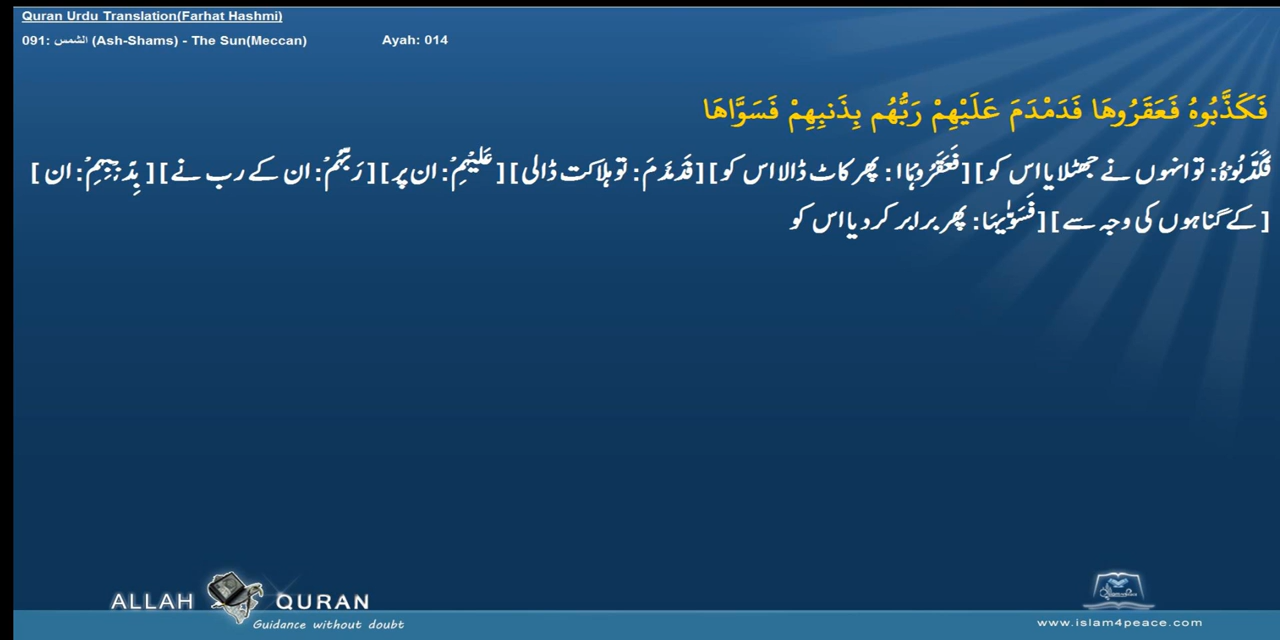 Quran Urdu Translation(Farhat Hashmi)
091: الشمس (Ash-Shams) - The Sun(Meccan) Ayah: 014
فَكَذَّبُوهُ فَعَقَرُوهَا فَدَمْدَمَ عَلَيْهِمْ رَبُّهُم بِذَنبِهِمْ فَسَوَّاهَا
فَكَذَّبُوْهُ: تو انہوں نے جھٹلایا اس کو ] [ فَعَقَرُوْہَا ا: پھر کاٹ ڈالا اس کو ] [ فَدَمْدَمَ: تو ہلاکت ڈالی ] [ عَلَیْہِمْ: ان پر ] [ رَبُّہُمْ: ان کے رب نے ] [ بِذَنْۢبِہِمْ: ان ]
[ کے گناہوں کی وجہ سے ] [ فَسَوّٰىہَا: پھر برابر کر دیا اس کو
ALLAH QURAN
Guidance without doubt
www.islam4peace.com